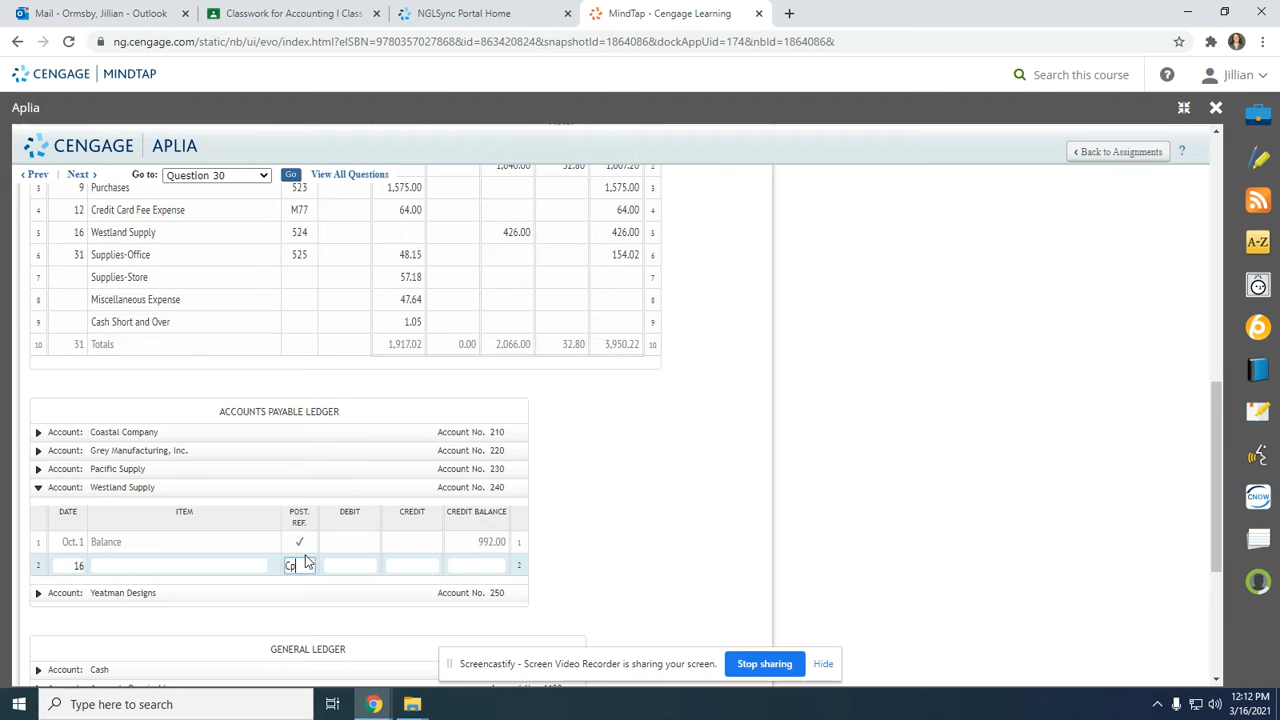 Mail - Ormsby, Jillian - Outlook
Classwork for Accounting I Class
NGLSync Portal Home
MindTap - Cengage Learning
ng.cengage.com/static/nb/ui/evo/index.html?eISBN=9780357027868&id=863420824&snapshotId=1864086&dockAppUid=174&nbId=1864086&
CENGAGE | MINDTAP
Search this course
Jillian
Aplia
CENGAGE | APLIA
Back to Assignments
?
Prev Next Go to: Question 30 Go View All Questions
1,640.00 32.80 1,607.20 2
3 9 Purchases 523 1,575.00 1,575.00 3
4 12 Credit Card Fee Expense M77 64.00 64.00 4
5 16 Westland Supply 524 426.00 426.00 5
6 31 Supplies-Office 525 48.15 154.02 6
7 Supplies-Store 57.18 7
8 Miscellaneous Expense 47.64 8
9 Cash Short and Over 1.05 9
10 31 Totals 1,917.02 0.00 2,066.00 32.80 3,950.22 10
ACCOUNTS PAYABLE LEDGER
Account: Coastal Company Account No. 210
Account: Grey Manufacturing, Inc. Account No. 220
Account: Pacific Supply Account No. 230
Account: Westland Supply Account No. 240
DATE ITEM POST. REF. DEBIT CREDIT CREDIT BALANCE
1 Oct. 1 Balance ✓ 992.00 1
2 16 Cp 2
Account: Yeatman Designs Account No. 250
GENERAL LEDGER
Account: Cash
Screencastify - Screen Video Recorder is sharing your screen. Stop sharing Hide
A-Z
CNOW
Type here to search
12:12 PM
3/16/2021